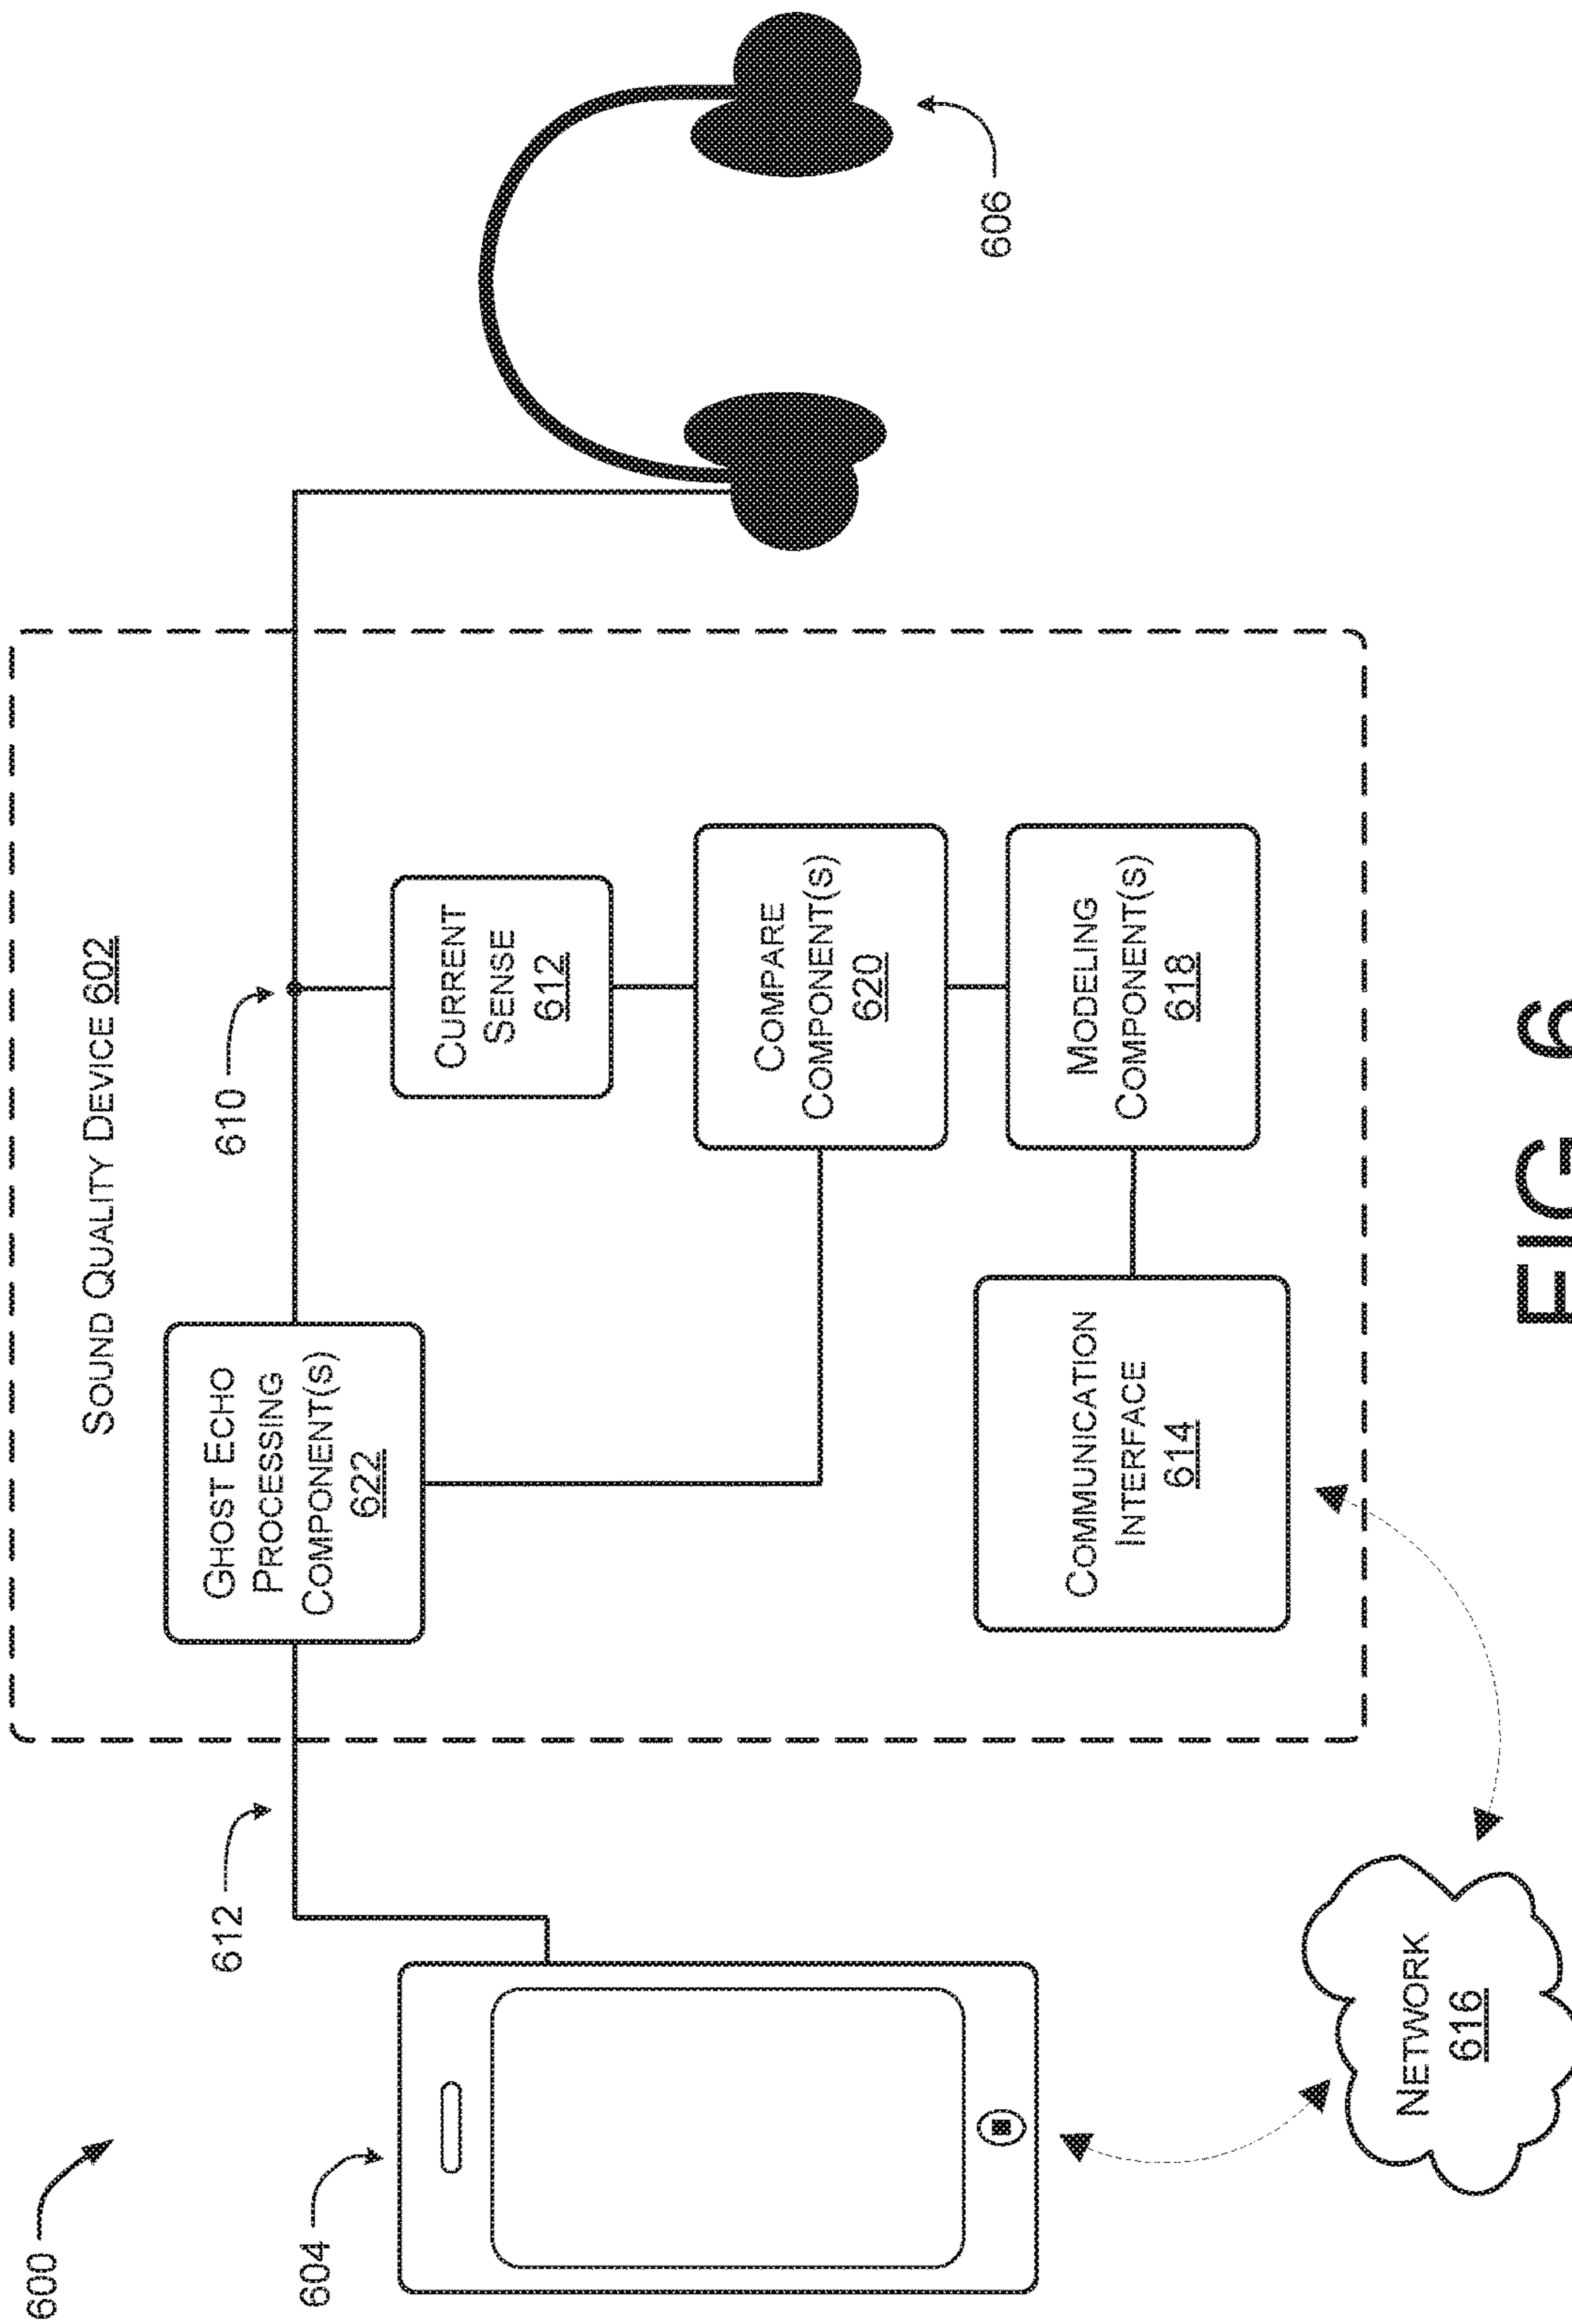 600
SOUND QUALITY DEVICE 602
604
612
GHOST ECHO
PROCESSING
COMPONENT(S)
622
610
CURRENT
SENSE
612
COMPARE
COMPONENT(S)
620
MODELING
COMPONENT(S)
618
COMMUNICATION
INTERFACE
614
NETWORK
616
606
FIG 6